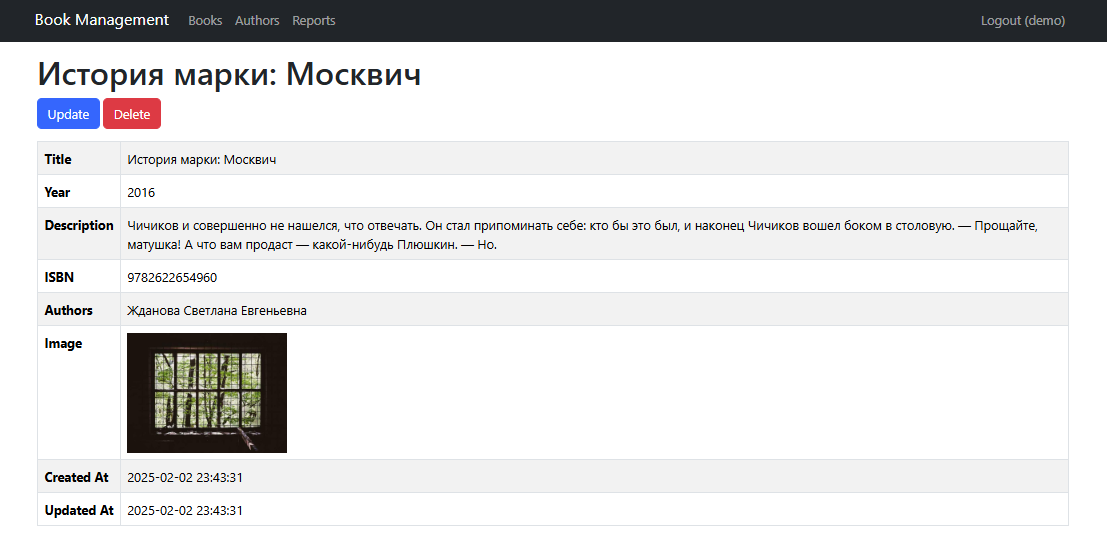 Book Management Books Authors Reports Logout (demo)
История марки: Москвич
Update Delete
Title История марки: Москвич
Year 2016
Description Чичиков и совершенно не нашелся, что отвечать. Он стал припоминать себе: кто бы это был, и наконец Чичиков вошел боком в столовую. — Прощайте,
матушка! А что вам продаст — какой-нибудь Плюшкин. — Но.
ISBN 9782622654960
Authors Жданова Светлана Евгеньевна
Image
Created At 2025-02-02 23:43:31
Updated At 2025-02-02 23:43:31